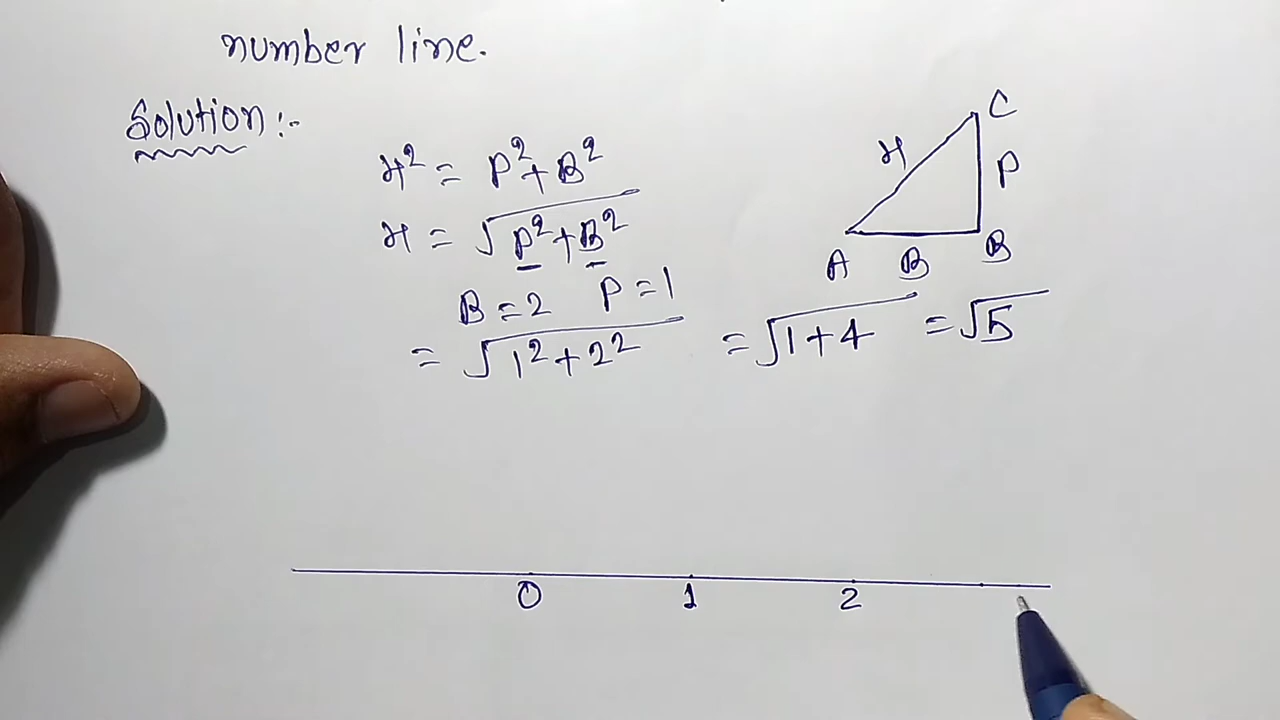 number line.
Solution :-
H² = P² + B²
H = √P² + B²
B = 2 P = 1
= √1² + 2² = √1 + 4 = √5
C
H
P
A B B
0 1 2